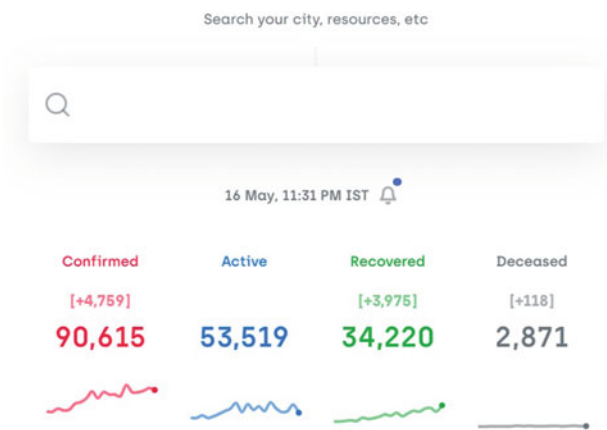 Search your city, resources, etc
16 May, 11:31 PM IST
Confirmed Active Recovered Deceased
[+4,759] [+3,975] [+118]
90,615 53,519 34,220 2,871